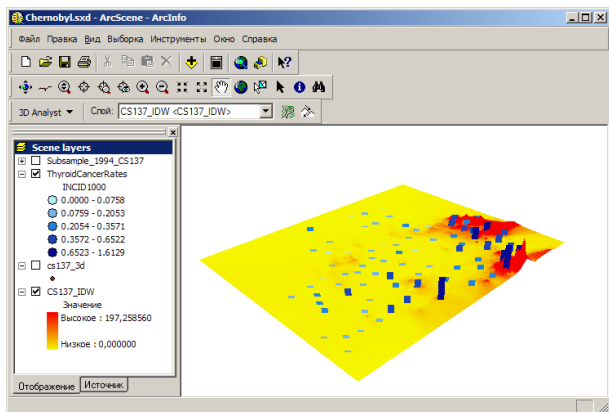 Chernobyl.sxd - ArcScene - ArcInfo
Файл Правка Вид Выборка Инструменты Окно Справка
3D Analyst Слой: CS137_IDW <CS137_IDW>
Scene layers
Subsample_1994_CS137
ThyroidCancerRates
INCID1000
0.0000 - 0.0758
0.0759 - 0.2053
0.2054 - 0.3571
0.3572 - 0.6522
0.6523 - 1.6129
cs137_3d
CS137_IDW
Значение
Высокое : 197,258560
Низкое : 0,000000
Отображение Источник